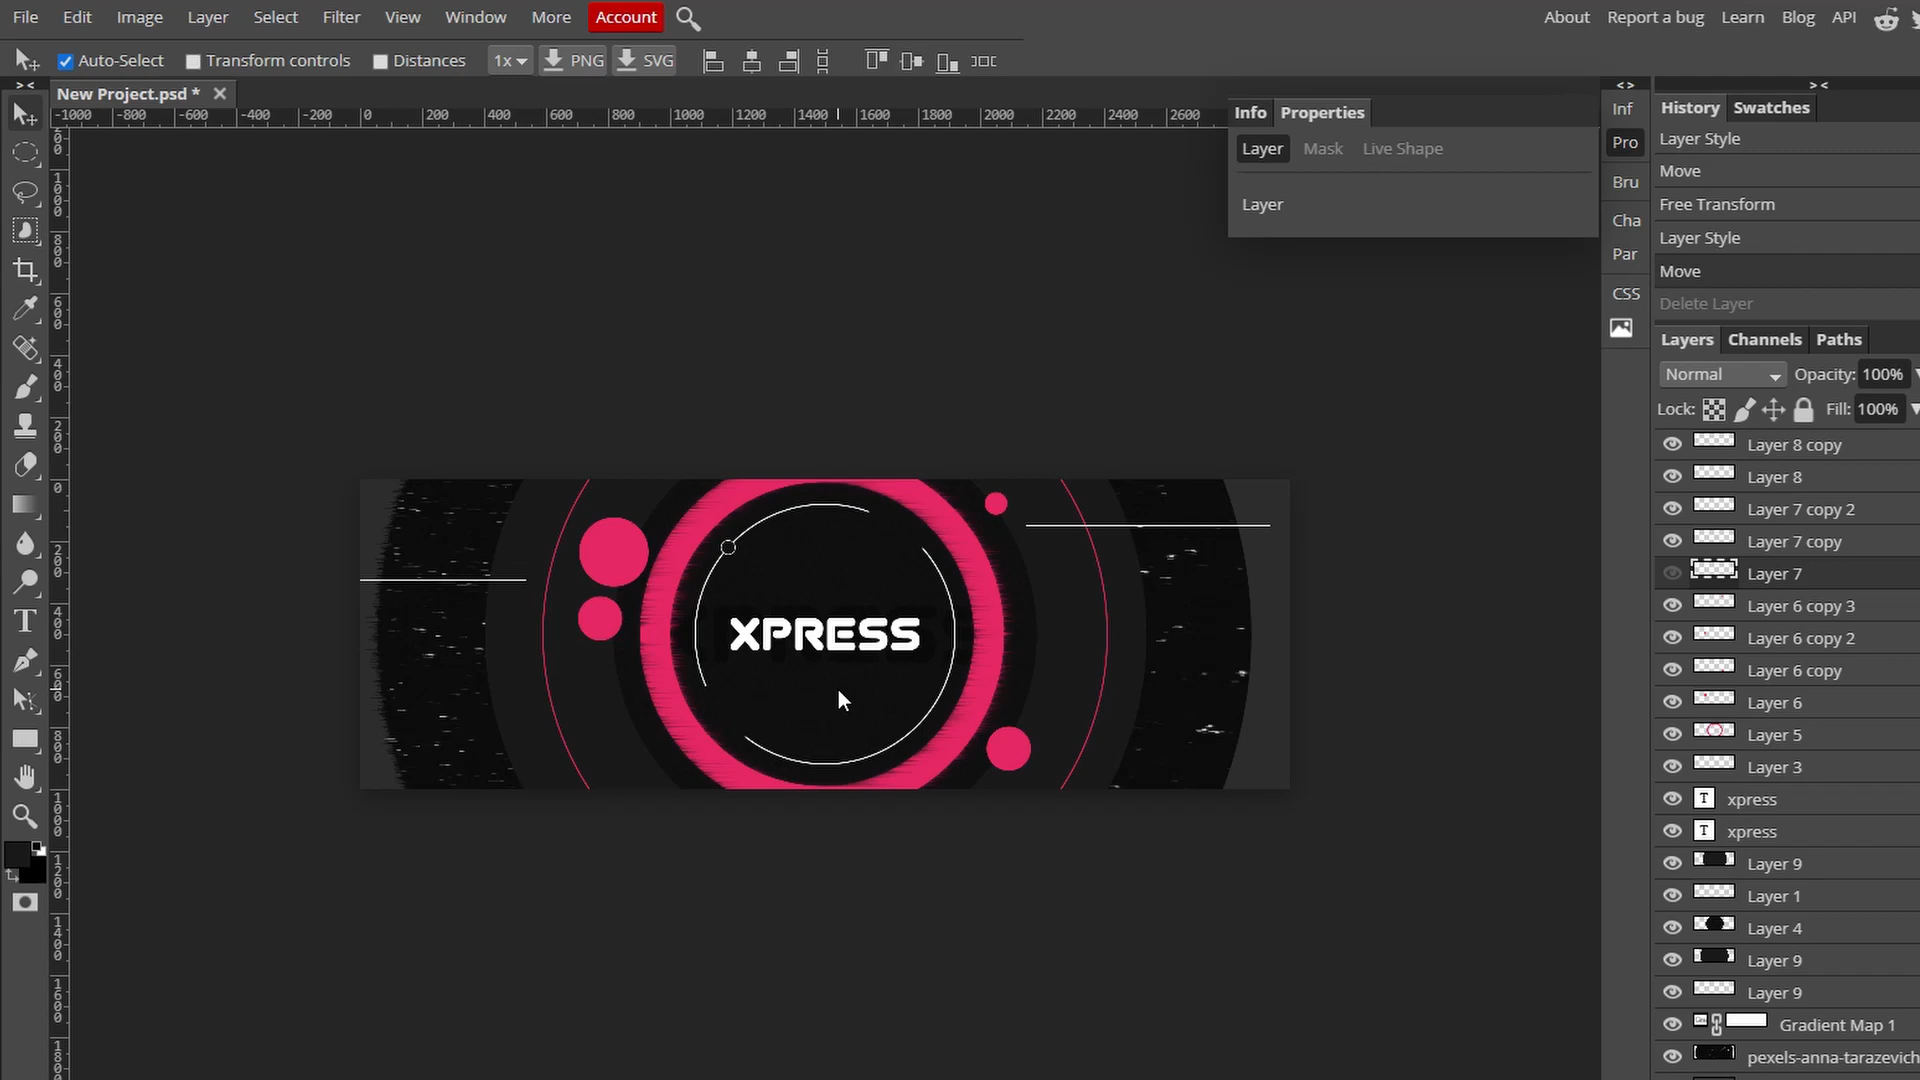 File Edit Image Layer Select Filter View Window More Account About Report a bug Learn Blog API
Auto-Select Transform controls Distances 1x PNG SVG
New Project.psd *
-1000 -800 -600 -400 -200 0 200 400 600 800 1000 1200 1400 1600 1800 2000 2200 2400 2600
Info Properties
Layer Mask Live Shape
Layer
Inf
Pro
Bru
Cha
Par
CSS
History Swatches
Layer Style
Move
Free Transform
Layer Style
Move
Delete Layer
Layers Channels Paths
Normal Opacity: 100%
Lock: Fill: 100%
Layer 8 copy
Layer 8
Layer 7 copy 2
Layer 7 copy
Layer 7
Layer 6 copy 3
Layer 6 copy 2
Layer 6 copy
Layer 6
Layer 5
Layer 3
T xpress
T xpress
Layer 9
Layer 1
Layer 4
Layer 9
Layer 9
Gradient Map 1
pexels-anna-tarazevich
XPRESS